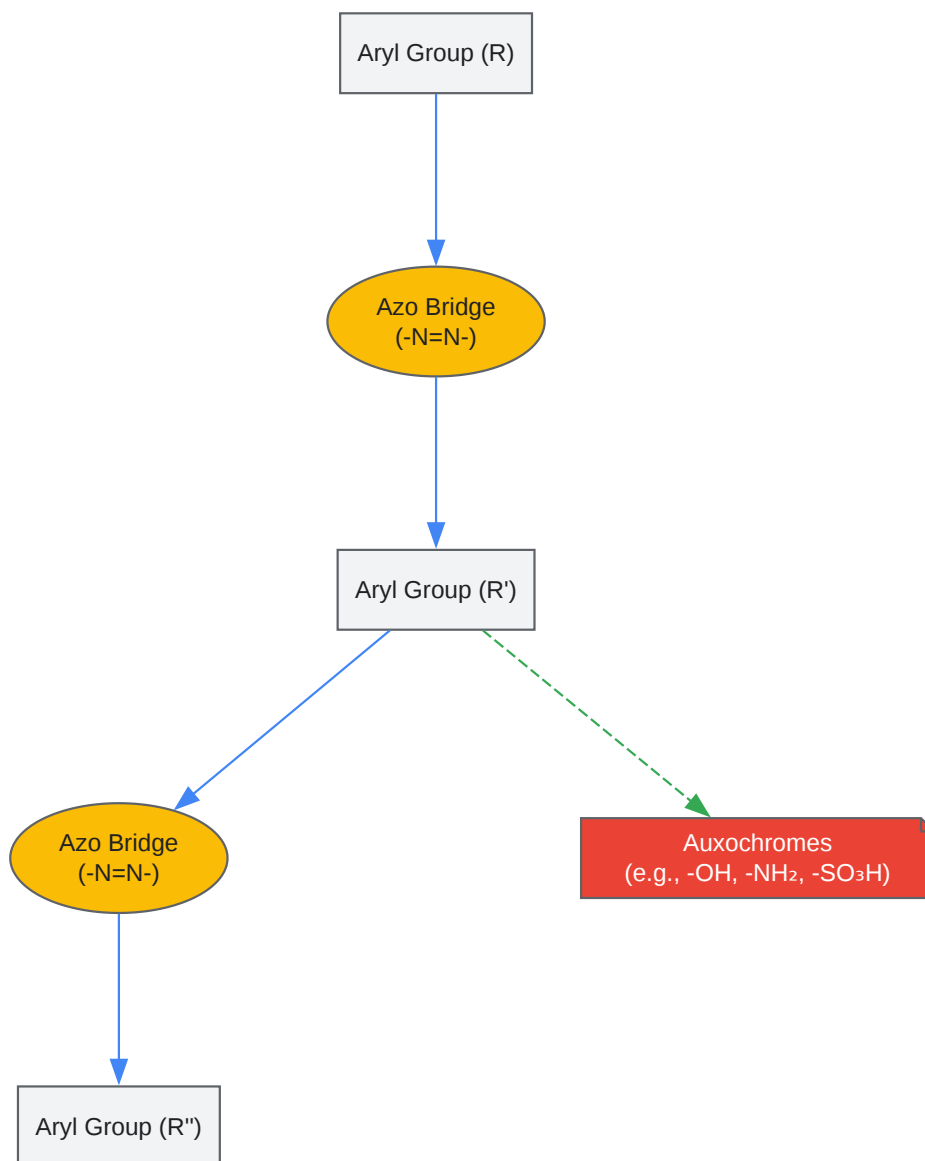 Aryl Group (R)
Azo Bridge
(-N=N-)
Aryl Group (R')
Azo Bridge
(-N=N-)
Auxochromes
(e.g., -OH, -NH₂, -SO₃H)
Aryl Group (R'')